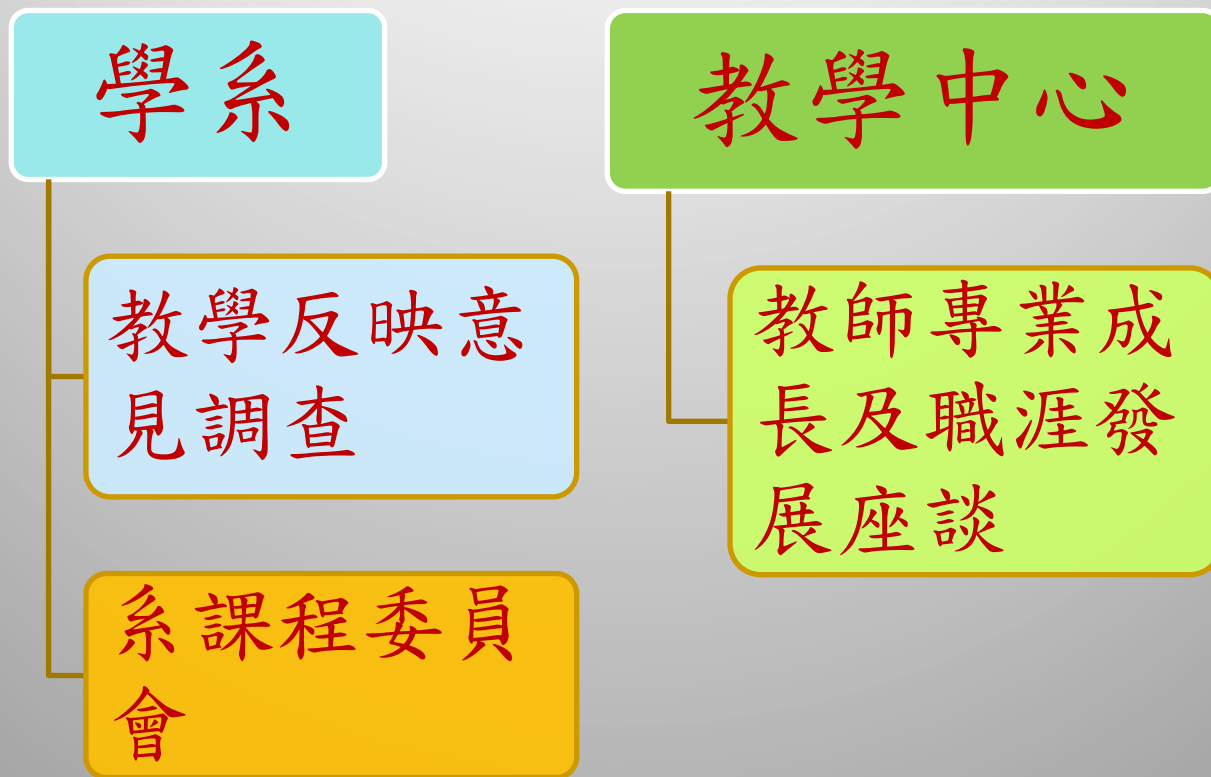 學系
教學反映意
見調查
系課程委員
會
教學中心
教師專業成
長及職涯發
展座談